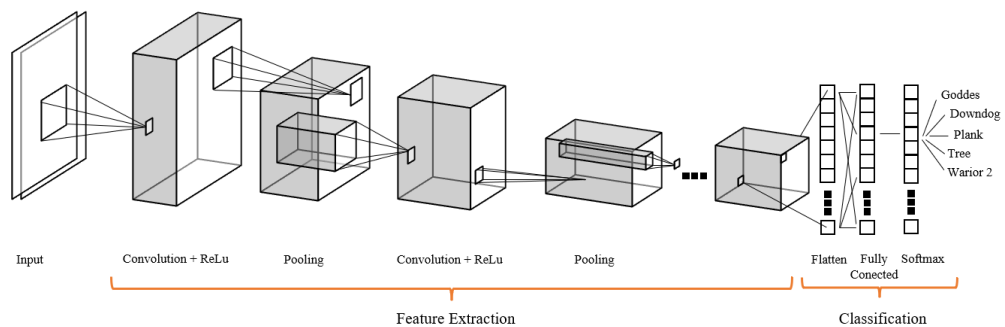 Goddes
Downdog
Plank
Tree
Warior 2
Input
Convolution + ReLu
Pooling
Convolution + ReLu
Pooling
Flatten
Fully
Conected
Softmax
Feature Extraction
Classification